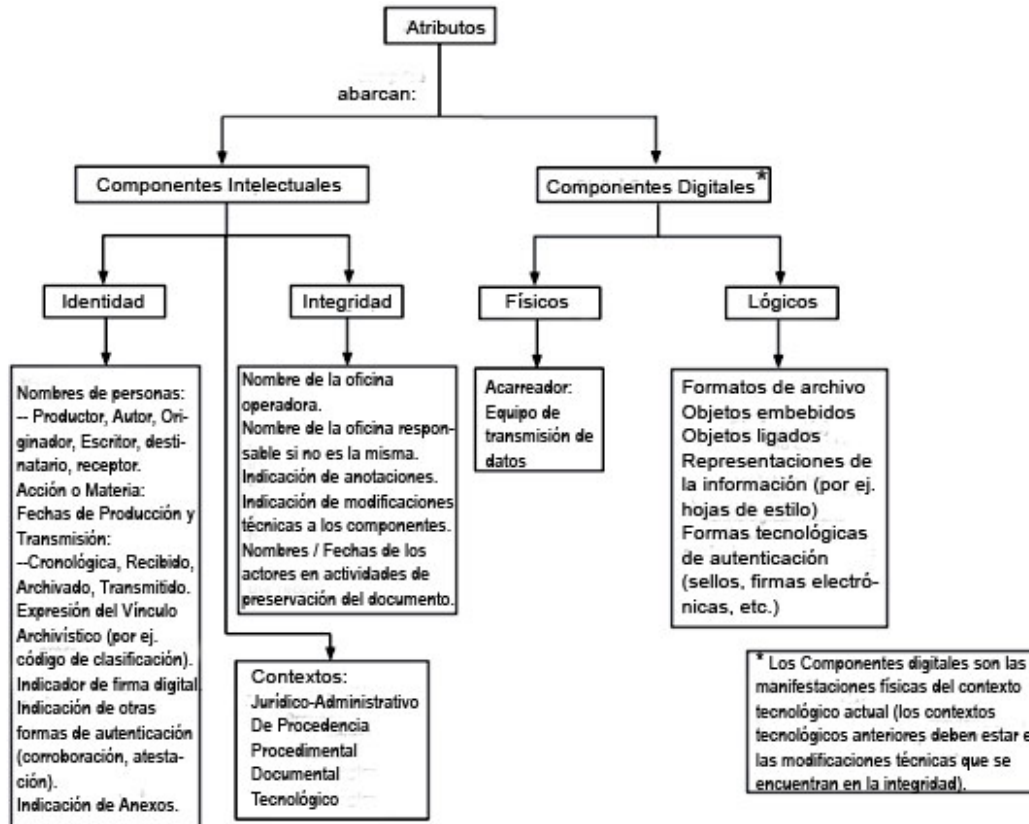 Atributos
abarcan:
Componentes Intelectuales
Componentes Digitales*
Identidad
Integridad
Físicos
Lógicos
Nombres de personas:
-- Productor, Autor, Ori-
ginador, Escritor, desti-
natario, receptor.
Acción o Materia:
Fechas de Producción y
Transmisión:
--Cronológica, Recibido,
Archivado, Transmitido.
Expresión del Vínculo
Archivístico (por ej.
código de clasificación).
Indicador de firma digital
Indicación de otras
formas de autenticación
(corroboración, atesta-
ción).
Indicación de Anexos.
Nombre de la oficina
operadora.
Nombre de la oficina respon-
sable si no es la misma.
Indicación de anotaciones.
Indicación de modificaciones
técnicas a los componentes.
Nombres / Fechas de los
actores en actividades de
preservación del documento.
Contextos:
Jurídico-Administrativo
De Procedencia
Procedimental
Documental
Tecnológico
Acarreador:
Equipo de
transmisión de
datos
Formatos de archivo
Objetos embebidos
Objetos ligados
Representaciones de
la información (por ej.
hojas de estilo)
Formas tecnológicas
de autenticación
(sellos, firmas electró-
nicas, etc.)
* Los Componentes digitales son las
manifestaciones físicas del contexto
tecnológico actual (los contextos
tecnológicos anteriores deben estar e
las modificaciones técnicas que se
encuentran en la integridad).